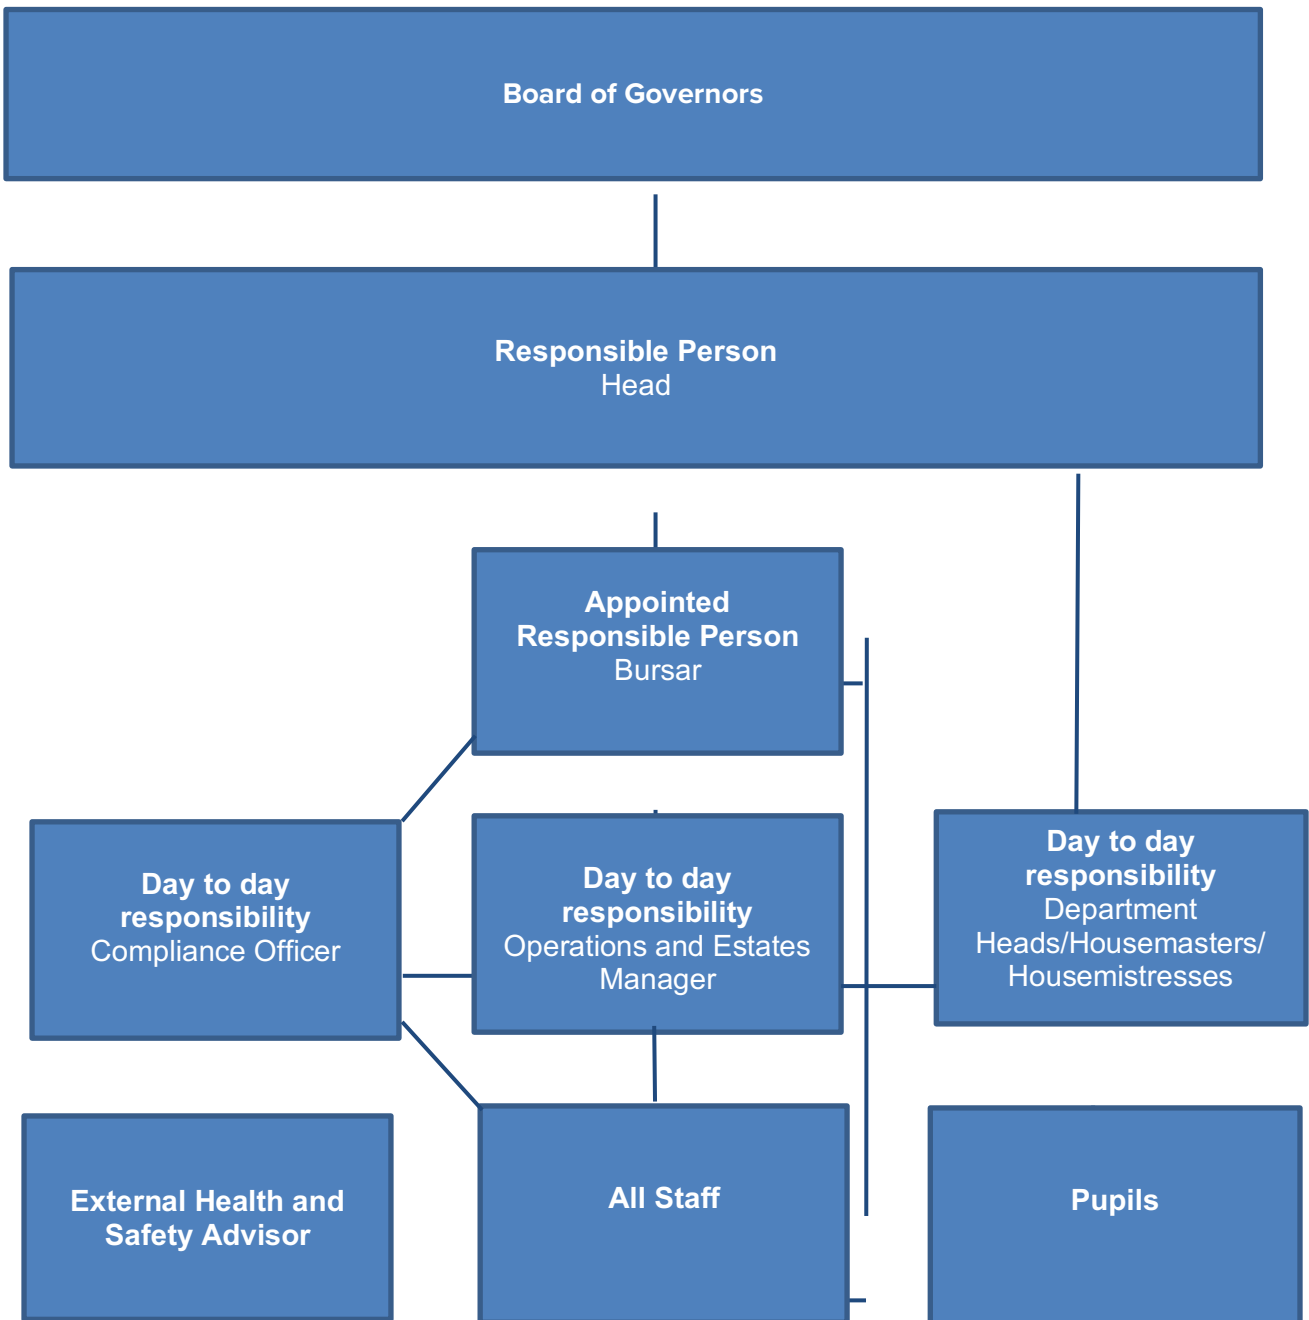 Board of Governors
Responsible Person
Head
Appointed
Responsible Person
Bursar
Day to day
responsibility
Compliance Officer
Day to day
responsibility
Operations and Estates
Manager
Day to day
responsibility
Department
Heads/Housemasters/
Housemistresses
External Health and
Safety Advisor
All Staff
Pupils